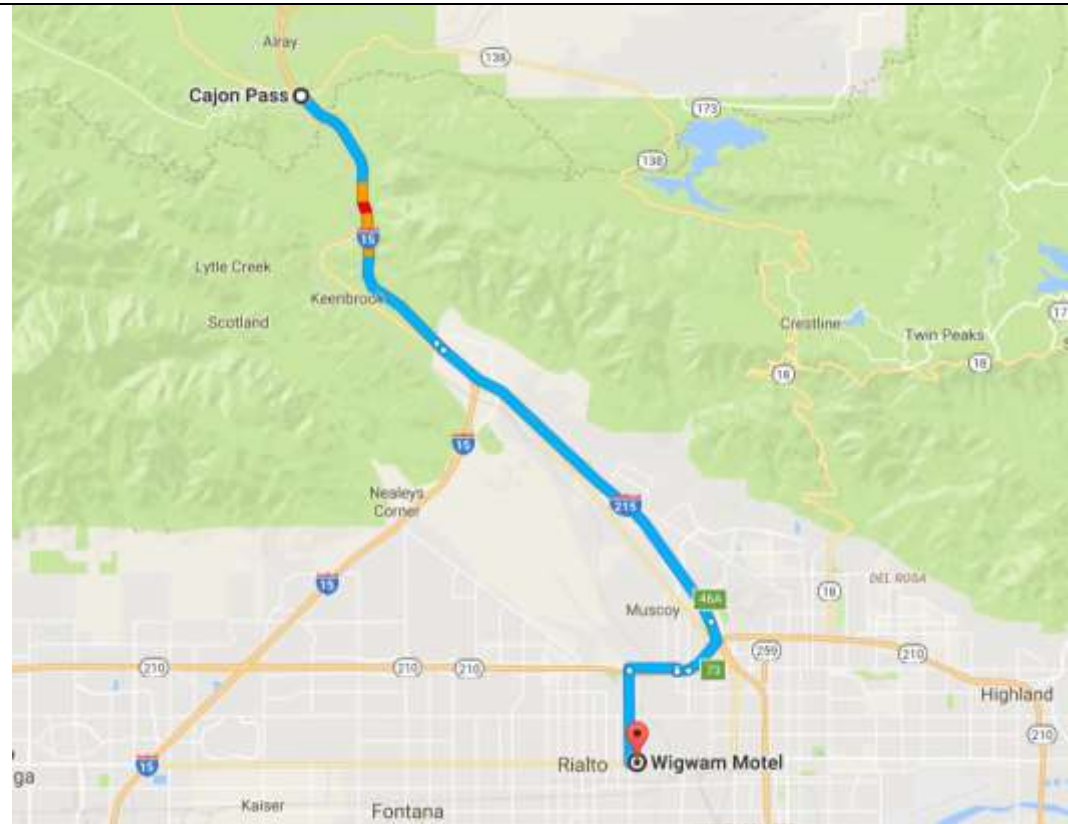 Alray
138
Cajon Pass
173
138
15
Lytle Creek
Keenbrook
17
Scotland
Crestline
Twin Peaks
18
18
15
Nealeys
Corner
215
DEL ROSA
15
46A
18
Muscoy
259
210
210
210
210
210
73
Highland
210
15
ga
Rialto
Wigwam Motel
Kaiser
Fontana